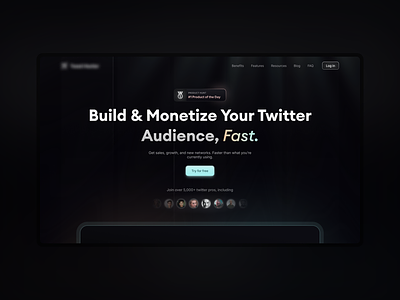 Benefits Features Resources Blog FAQ Log In
PRODUCT HUNT
#1 Product of the Day
Build & Monetize Your Twitter
Audience, Fast.
Get sales, growth, and new networks. Faster than what you're
currently using.
Try for free
Join over 5,000+ twitter pros, including